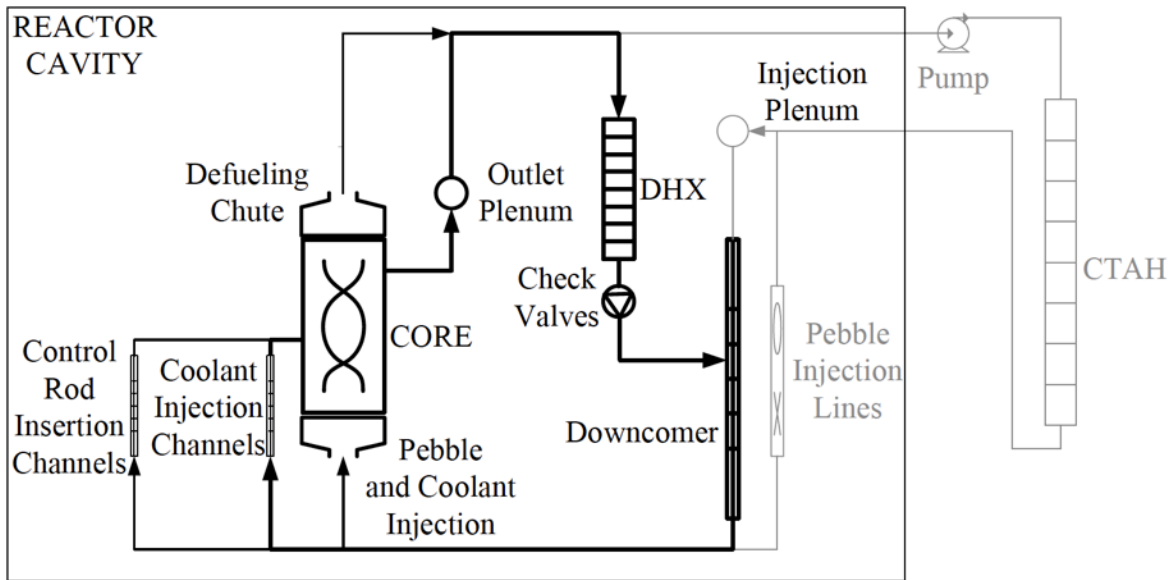 REACTOR
CAVITY
Pump
Injection
Plenum
Defueling
Chute
Outlet
Plenum
DHX
CTAH
Check
Valves
CORE
Control
Rod
Insertion
Channels
Coolant
Injection
Channels
Pebble
Injection
Lines
Downcomer
Pebble
and Coolant
Injection